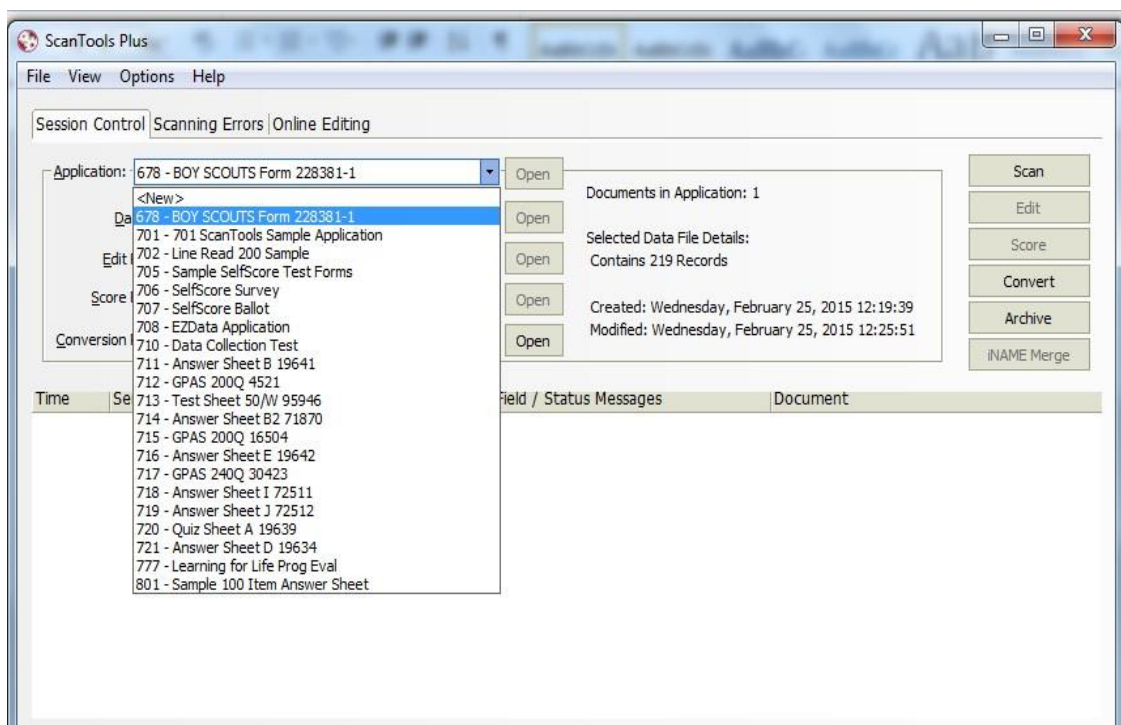 ScanTools Plus
File View Options Help
Session Control Scanning Errors Online Editing
Application: 678 - BOY SCOUTS Form 228381-1 Open
<New>
678 - BOY SCOUTS Form 228381-1
701 - 701 ScanTools Sample Application
702 - Line Read 200 Sample
705 - Sample SelfScore Test Forms
706 - SelfScore Survey
707 - SelfScore Ballot
708 - EZData Application
710 - Data Collection Test
711 - Answer Sheet B 19641
712 - GPAS 200Q 4521
713 - Test Sheet 50/W 95946
714 - Answer Sheet B2 71870
715 - GPAS 200Q 16504
716 - Answer Sheet E 19642
717 - GPAS 240Q 30423
718 - Answer Sheet I 72511
719 - Answer Sheet J 72512
720 - Quiz Sheet A 19639
721 - Answer Sheet D 19634
777 - Learning for Life Prog Eval
801 - Sample 100 Item Answer Sheet
Da
Edit
Score
Conversion
Open
Open
Open
Open
Documents in Application: 1
Selected Data File Details:
Contains 219 Records
Created: Wednesday, February 25, 2015 12:19:39
Modified: Wednesday, February 25, 2015 12:25:51
Scan
Edit
Score
Convert
Archive
iNAME Merge
Time Se Field / Status Messages Document